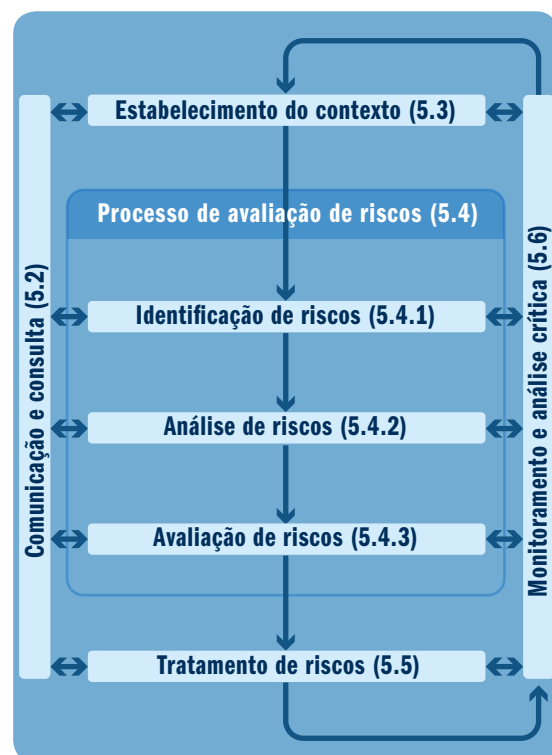 Estabelecimento do contexto (5.3)
Processo de avaliação de riscos (5.4)
Identificação de riscos (5.4.1)
Análise de riscos (5.4.2)
Avaliação de riscos (5.4.3)
Tratamento de riscos (5.5)
Comunicação e consulta (5.2)
Monitoramento e análise crítica (5.6)